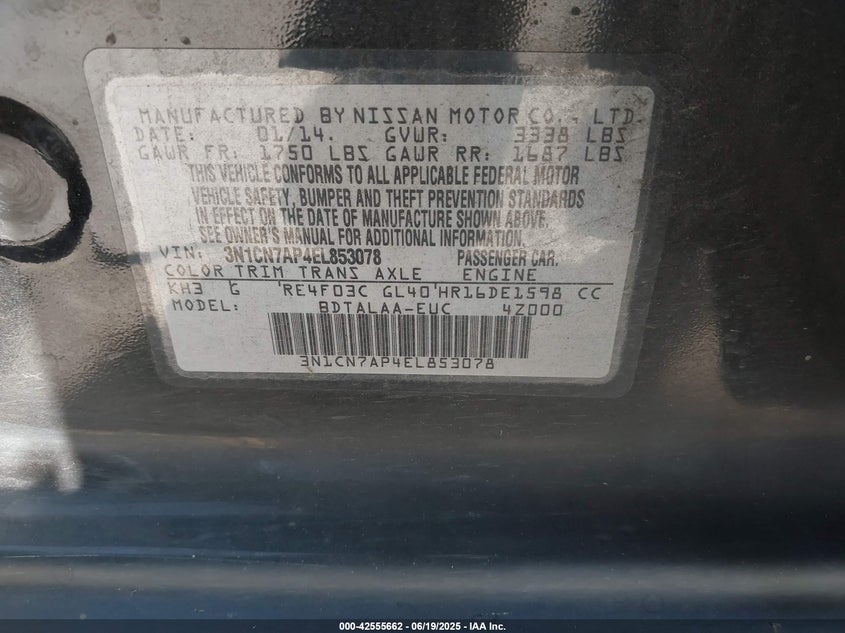 MANUFACTURED BY NISSAN MOTOR CO., LTD.
DATE: 01/14. GVWR: 3338 LBS
GAWR FR: 1750 LBS GAWR RR: 1687 LBS
THIS VEHICLE CONFORMS TO ALL APPLICABLE FEDERAL MOTOR
VEHICLE SAFETY, BUMPER AND THEFT PREVENTION STANDARDS
IN EFFECT ON THE DATE OF MANUFACTURE SHOWN ABOVE.
SEE OWNER'S MANUAL FOR ADDITIONAL INFORMATION.
VIN: 3N1CN7AP4EL853078 PASSENGER CAR.
COLOR TRIM TRANS AXLE ENGINE
KH3 G RE4F03C GL40 HR16DE1598 CC
MODEL: BDTALAA-EUC 4Z000
3N1CN7AP4EL853078
000-42555662 / 06/19/2025 - IAA Inc.